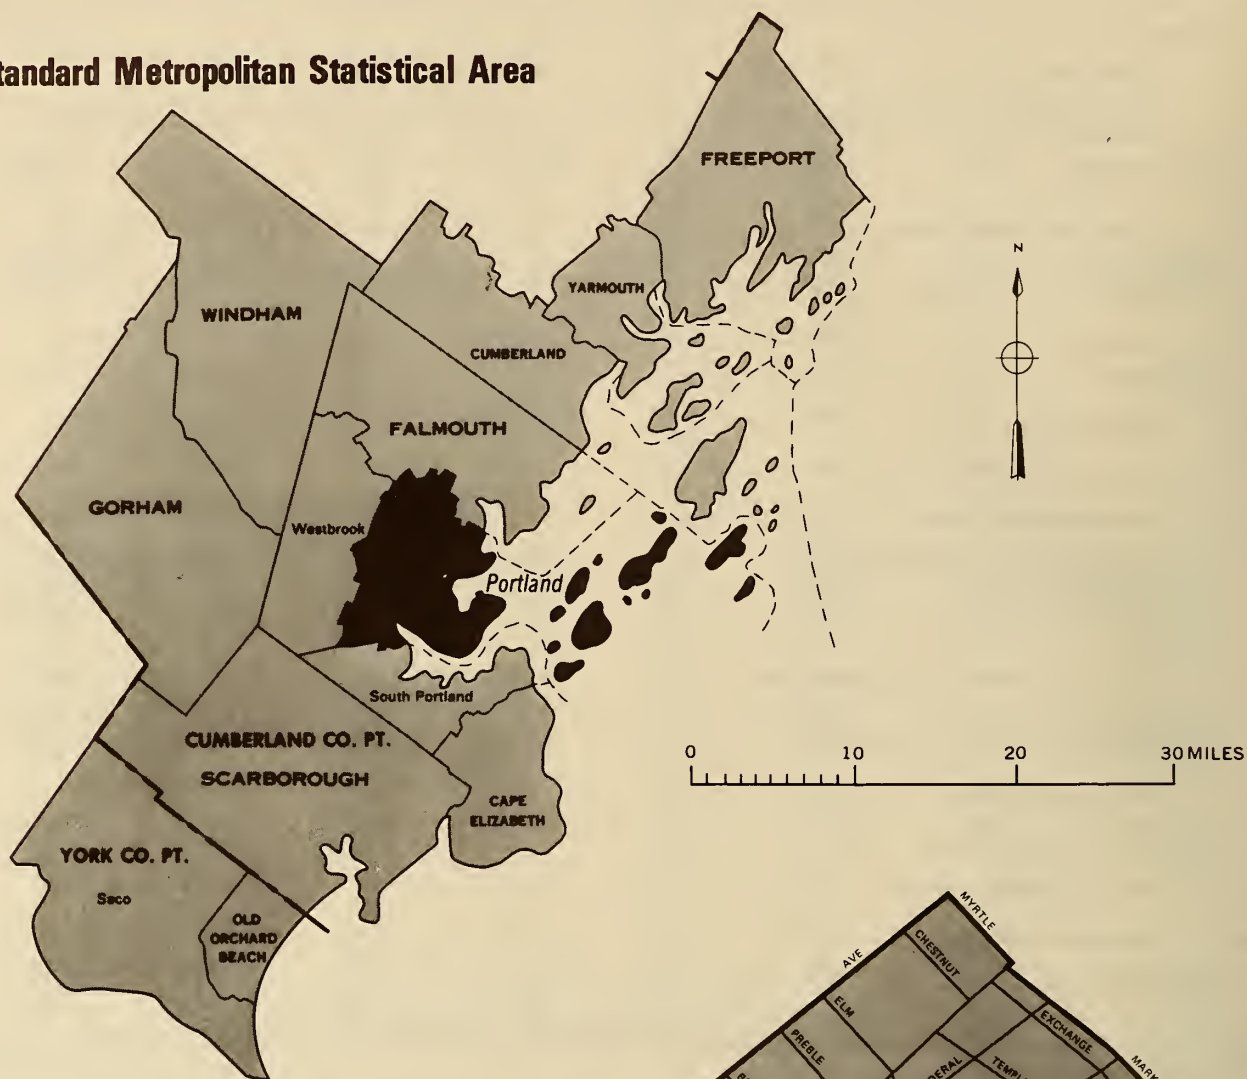 Standard Metropolitan Statistical Area
FREEPORT
N
YARMOUTH
WINDHAM
CUMBERLAND
FALMOUTH
GORHAM
Westbrook
Portland
South Portland
CUMBERLAND CO. PT.
SCARBOROUGH
0 10 20 30 MILES
CAPE
ELIZABETH
YORK CO. PT.
Saco
OLD
ORCHARD
BEACH
MYRTLE
CHESTNUT
AVE
ELM
EXCHANGE
PREBLE